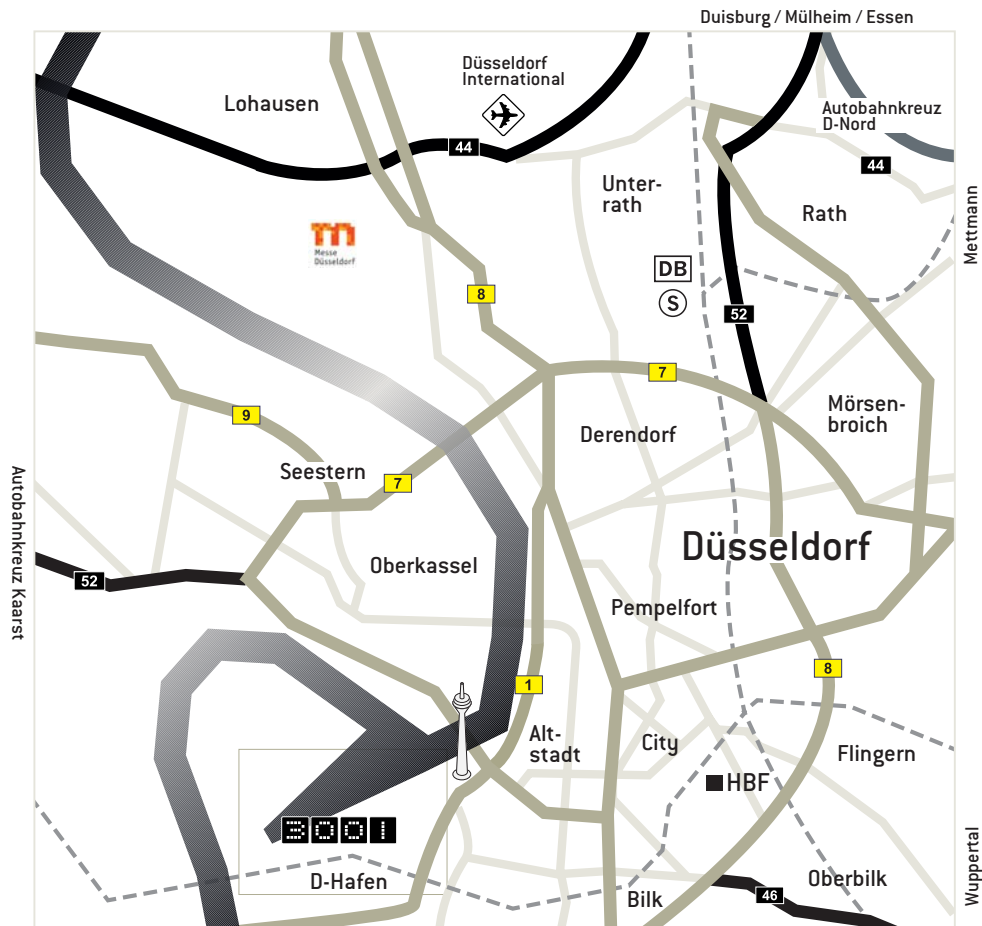 Duisburg / Mülheim / Essen
Düsseldorf
International
Lohausen
Autobahnkreuz
D-Nord
44
44
Unter-
rath
Rath
Mettmann
Messe
Düsseldorf
DB
S
8
52
7
9
Mörsen-
broich
Derendorf
Seestern
7
Autobahnkreuz Kaarst
Düsseldorf
Oberkassel
52
Pempelfort
8
1
Alt-
stadt
City
Flingern
HBF
3001
D-Hafen
Bilk
46
Oberbilk
Wuppertal